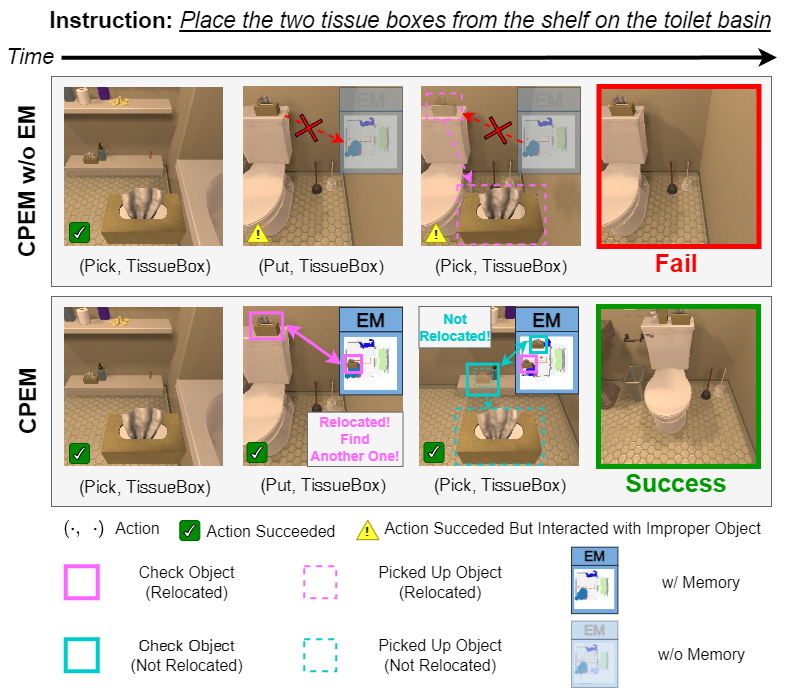 Instruction: Place the two tissue boxes from the shelf on the toilet basin
Time
CPEM w/o EM
EM
EM
(Pick, TissueBox)
(Put, TissueBox)
(Pick, TissueBox)
Fail
CPEM
EM
Relocated!
Find
Another One!
Not
Relocated!
EM
(Pick, TissueBox)
(Put, TissueBox)
(Pick, TissueBox)
Success
(·, ·) Action
Action Succeeded
Action Succeded But Interacted with Improper Object
Check Object
(Relocated)
Picked Up Object
(Relocated)
EM
w/ Memory
Check Object
(Not Relocated)
Picked Up Object
(Not Relocated)
EM
w/o Memory